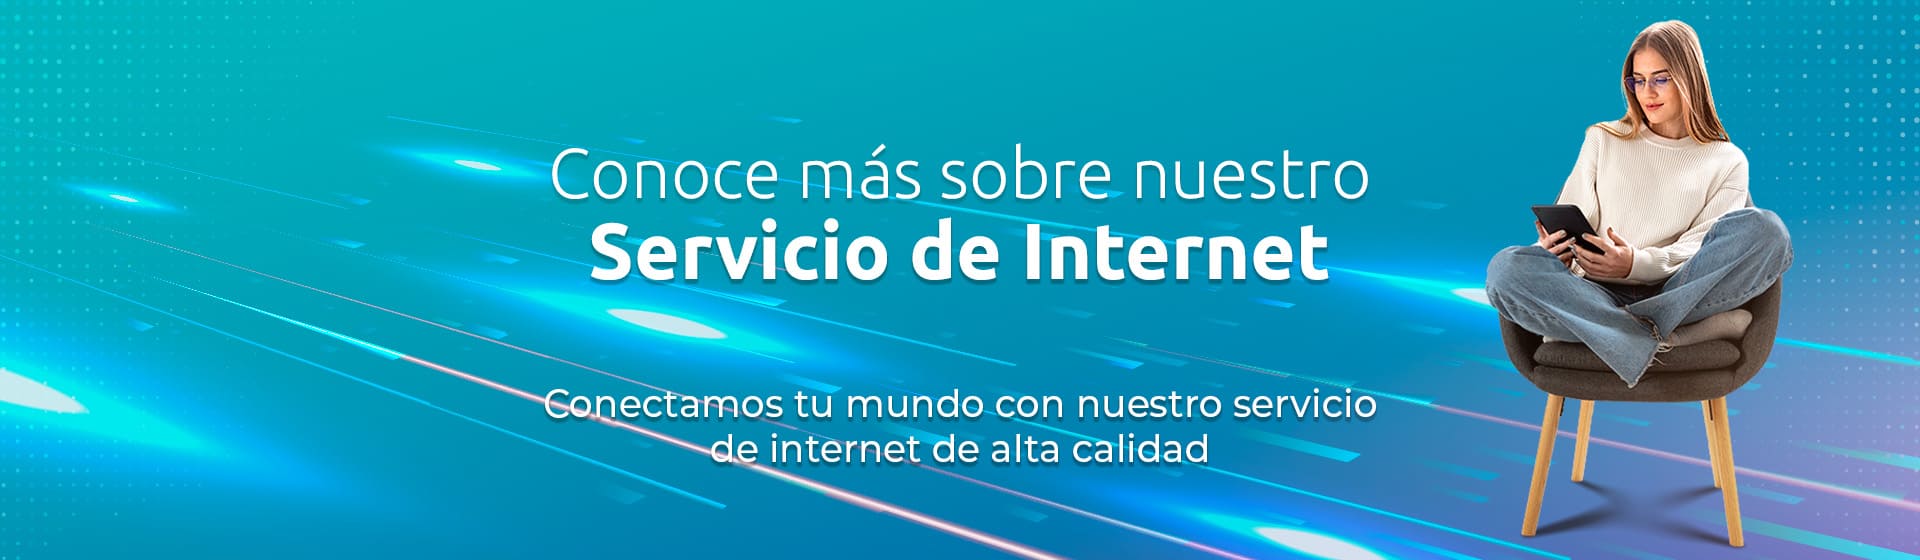 Conoce más sobre nuestro
Servicio de Internet
Conectamos tu mundo con nuestro servicio
de internet de alta calidad